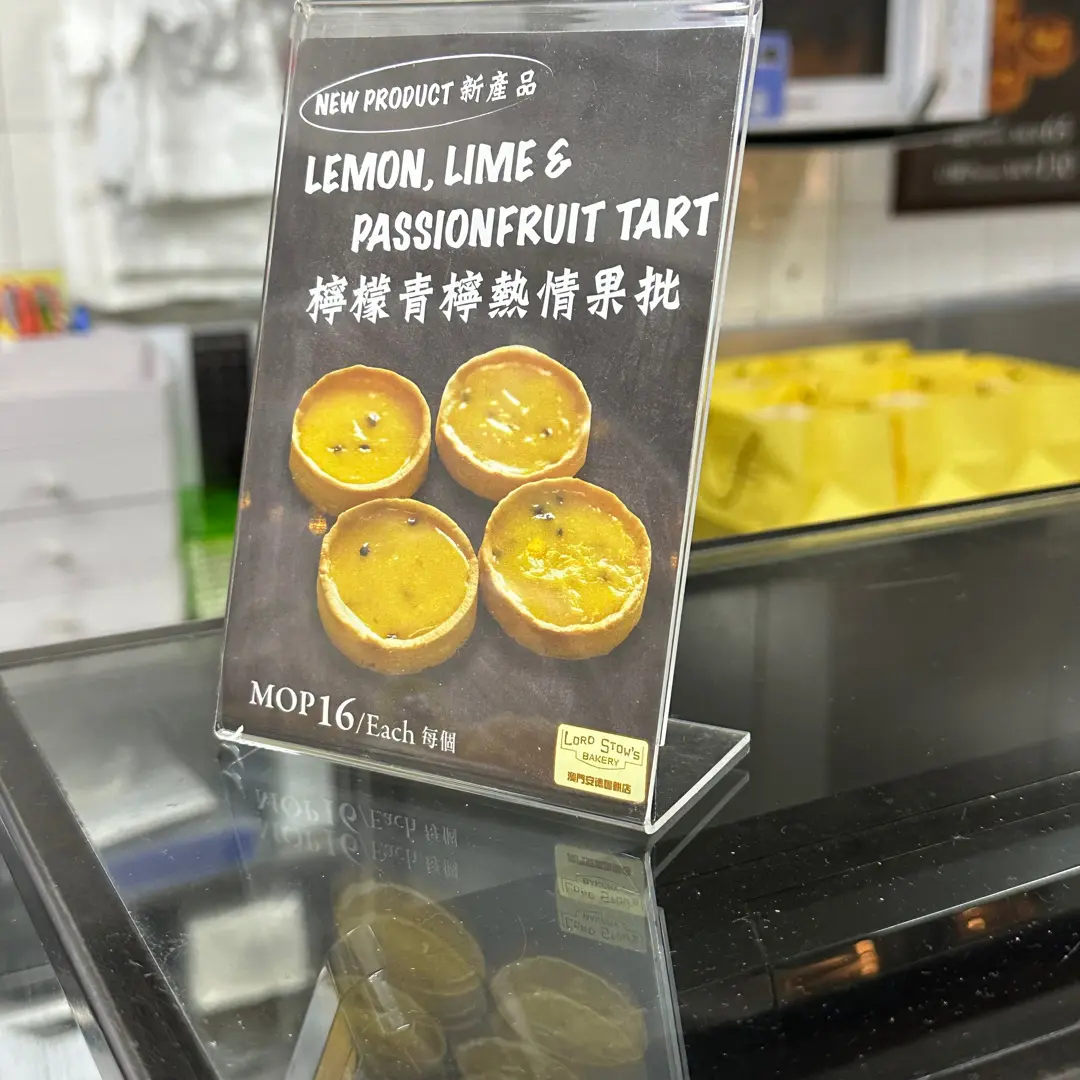 NEW PRODUCT 新產品
LEMON, LIME &
PASSIONFRUIT TART
檸檬青檸熱情果批
MOP16/Each 每個
LORD STOW'S
BAKERY
澳門安德魯餅店